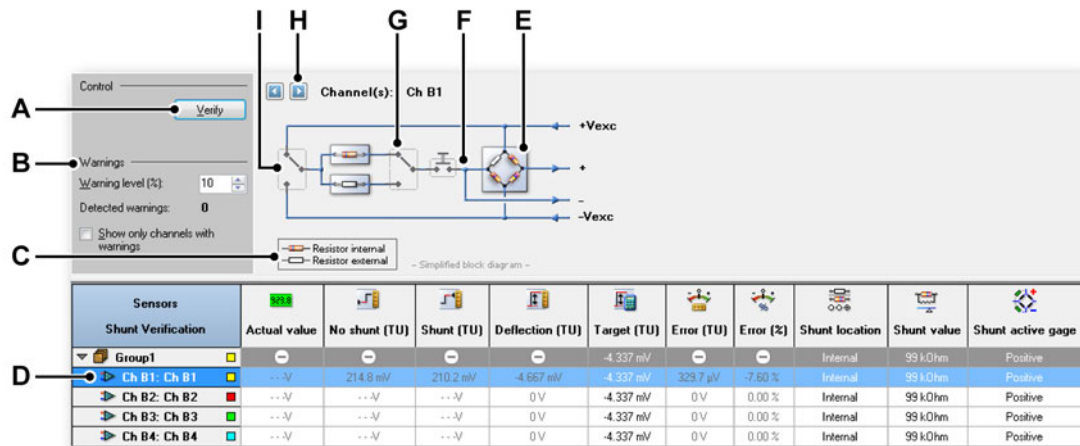 I H G F E
Control
Channel(s): Ch B1
A Verify
+Vexc
B Warnings
Warning level (%): 10
+
Detected warnings: 0
-
-Vexc
Show only channels with
warnings
C Resistor internal
Resistor external
- Simplified block diagram -
Sensors
Shunt Verification
929.0
%
Actual value No shunt (TU) Shunt (TU) Deflection (TU) Target (TU) Error (TU) Error (%) Shunt location Shunt value Shunt active gage
Group1 -4.337 mV Internal 99 kOhm Positive
D Ch B1: Ch B1 - - -V 214.8 mV 210.2 mV -4.667 mV -4.337 mV 329.7 µV -7.60 % Internal 99 kOhm Positive
Ch B2: Ch B2 - - -V - - -V - - -V 0 V -4.337 mV 0 V 0.00 % Internal 99 kOhm Positive
Ch B3: Ch B3 - - -V - - -V - - -V 0 V -4.337 mV 0 V 0.00 % Internal 99 kOhm Positive
Ch B4: Ch B4 - - -V - - -V - - -V 0 V -4.337 mV 0 V 0.00 % Internal 99 kOhm Positive